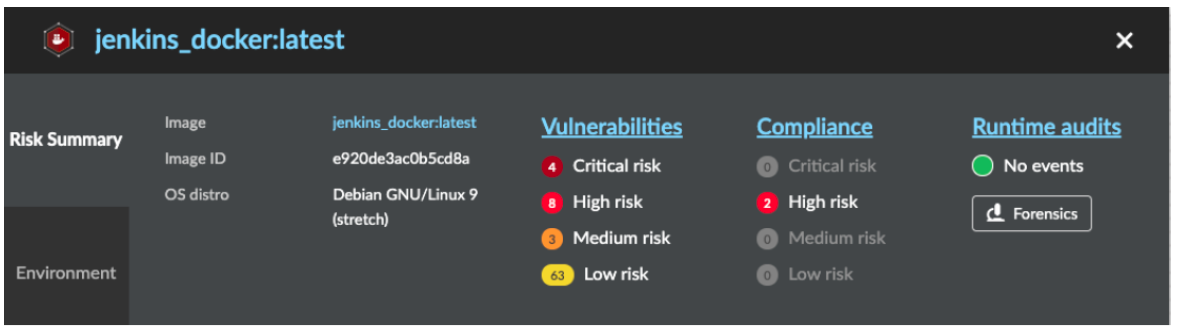 jenkins_docker:latest
Risk Summary
Environment
Image jenkins_docker:latest
Image ID e920de3ac0b5cd8a
OS distro Debian GNU/Linux 9
(stretch)
Vulnerabilities
4 Critical risk
8 High risk
3 Medium risk
63 Low risk
Compliance
0 Critical risk
2 High risk
0 Medium risk
0 Low risk
Runtime audits
No events
Forensics